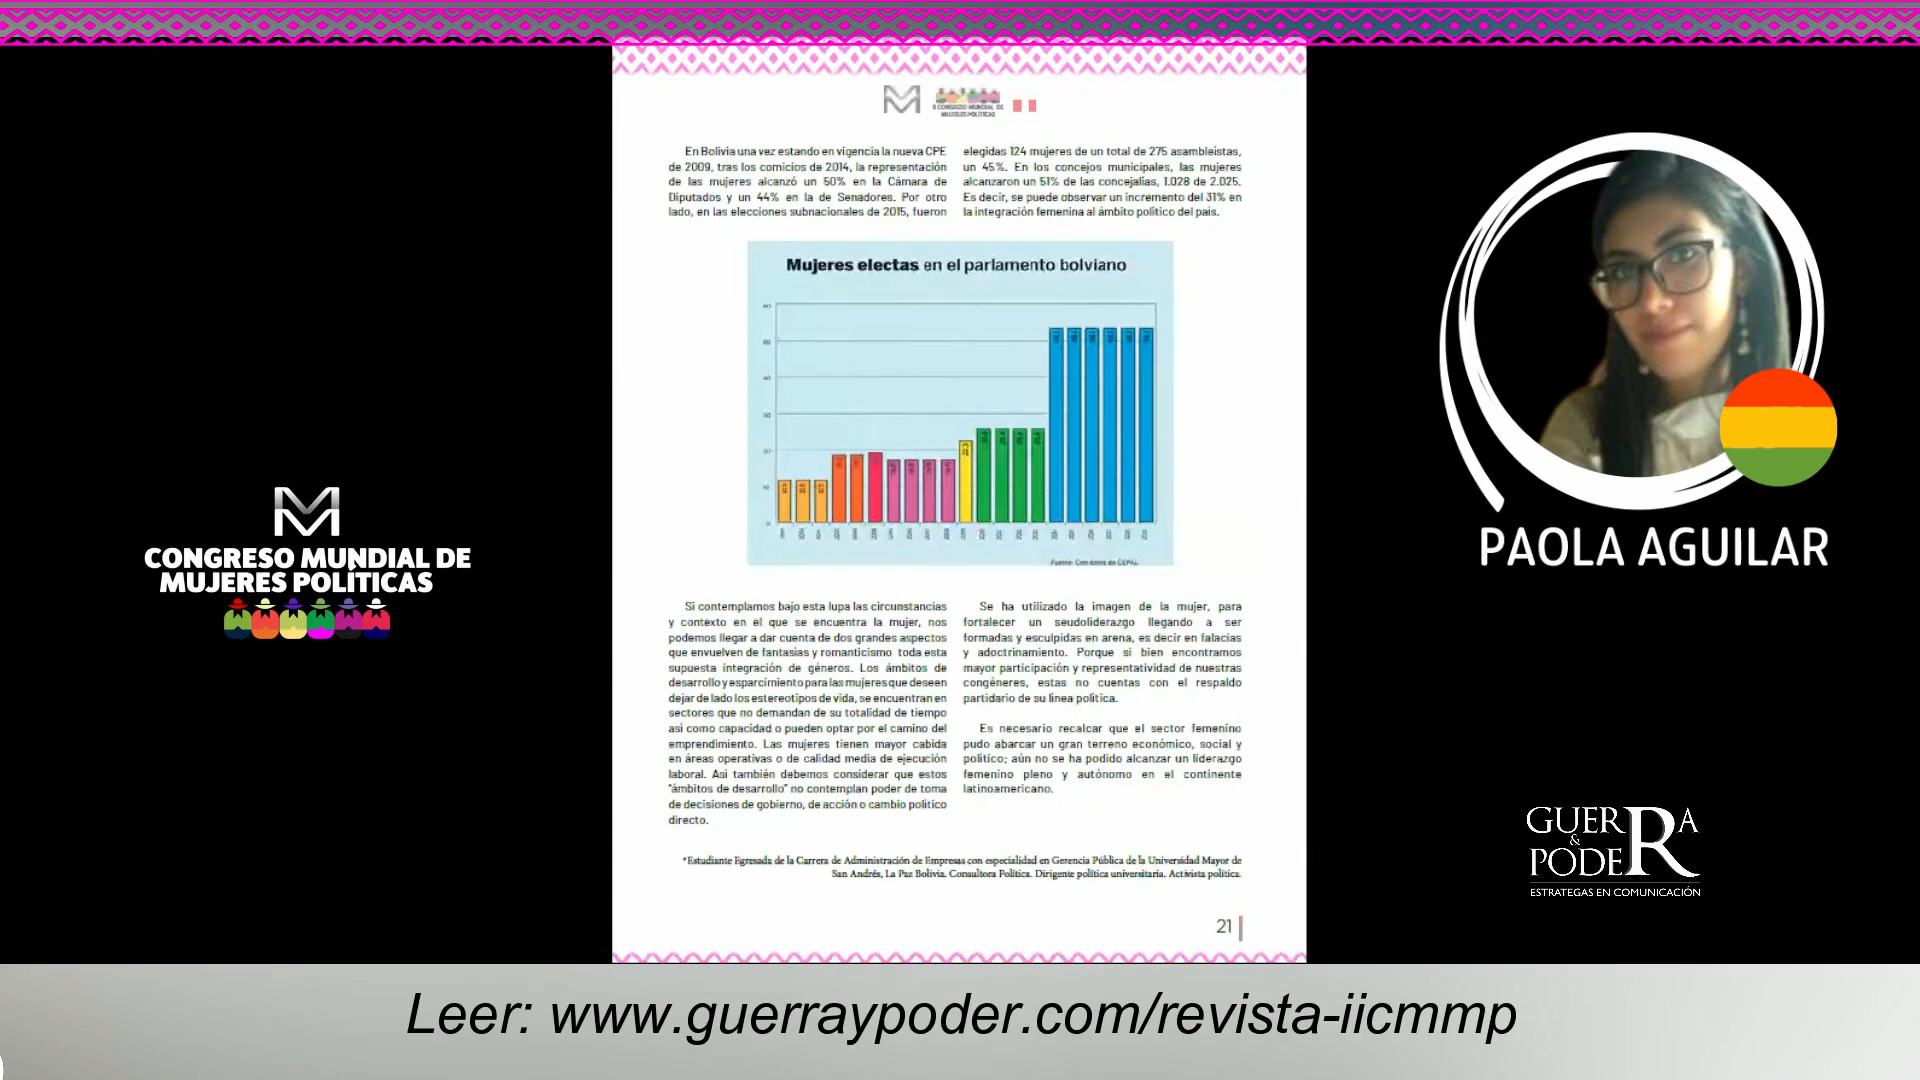 II CONGRESO MUNDIAL DE
MUJERES POLÍTICAS
En Bolivia una vez estando en vigencia la nueva CPE
de 2009, tras los comicios de 2014, la representación
de las mujeres alcanzó un 50% en la Cámara de
Diputados y un 44% en la de Senadores. Por otro
lado, en las elecciones subnacionales de 2015, fueron
elegidas 124 mujeres de un total de 275 asambleistas,
un 45%. En los concejos municipales, las mujeres
alcanzaron un 51% de las concejalías, 1.028 de 2.025.
Es decir, se puede observar un incremento del 31% en
la integración femenina al ámbito político del país.
Mujeres electas en el parlamento bolviano
Fuente: Con datos de CEPAL
Si contemplamos bajo esta lupa las circunstancias
y contexto en el que se encuentra la mujer, nos
podemos llegar a dar cuenta de dos grandes aspectos
que envuelven de fantasías y romanticismo toda esta
supuesta integración de géneros. Los ámbitos de
desarrollo y esparcimiento para las mujeres que deseen
dejar de lado los estereotipos de vida, se encuentran en
sectores que no demandan de su totalidad de tiempo
así como capacidad o pueden optar por el camino del
emprendimiento. Las mujeres tienen mayor cabida
en áreas operativas o de calidad media de ejecución
laboral. Así también debemos considerar que estos
"ámbitos de desarrollo" no contemplan poder de toma
de decisiones de gobierno, de acción o cambio político
directo.
Se ha utilizado la imagen de la mujer, para
fortalecer un seudoliderazgo llegando a ser
formadas y esculpidas en arena, es decir en falacias
y adoctrinamiento. Porque si bien encontramos
mayor participación y representatividad de nuestras
congéneres, estas no cuentas con el respaldo
partidario de su línea política.
Es necesario recalcar que el sector femenino
pudo abarcar un gran terreno económico, social y
político; aún no se ha podido alcanzar un liderazgo
femenino pleno y autónomo en el continente
latinoamericano.
*Estudiante Egresada de la Carrera de Administración de Empresas con especialidad en Gerencia Pública de la Universidad Mayor de
San Andrés, La Paz Bolivia. Consultora Política. Dirigente política universitaria. Activista política.
21
CONGRESO MUNDIAL DE
MUJERES POLÍTICAS
PAOLA AGUILAR
GUERRA
&
PODER
ESTRATEGAS EN COMUNICACIÓN
Leer: www.guerraypoder.com/revista-iicmmp